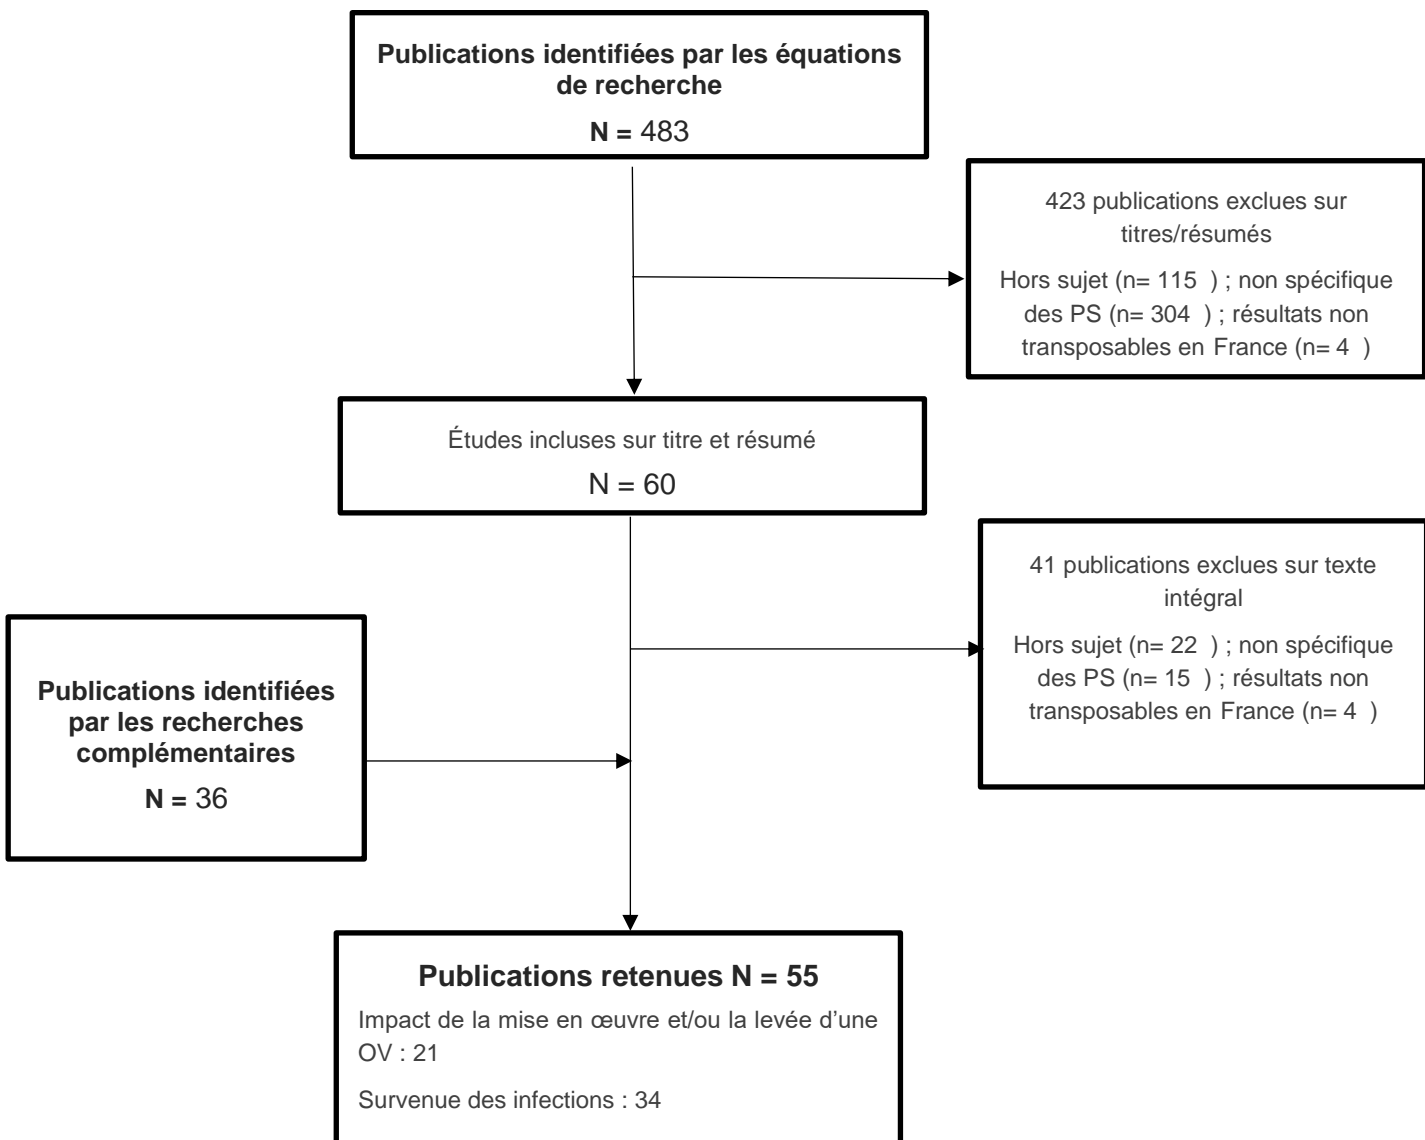 Publications identifiées par les équations
de recherche
N = 483
423 publications exclues sur
titres/résumés
Hors sujet (n= 115 ) ; non spécifique
des PS (n= 304 ) ; résultats non
transposables en France (n= 4 )
Études incluses sur titre et résumé
N = 60
41 publications exclues sur texte
intégral
Hors sujet (n= 22 ) ; non spécifique
des PS (n= 15 ) ; résultats non
transposables en France (n= 4 )
Publications identifiées
par les recherches
complémentaires
N = 36
Publications retenues N = 55
Impact de la mise en œuvre et/ou la levée d’une
OV : 21
Survenue des infections : 34